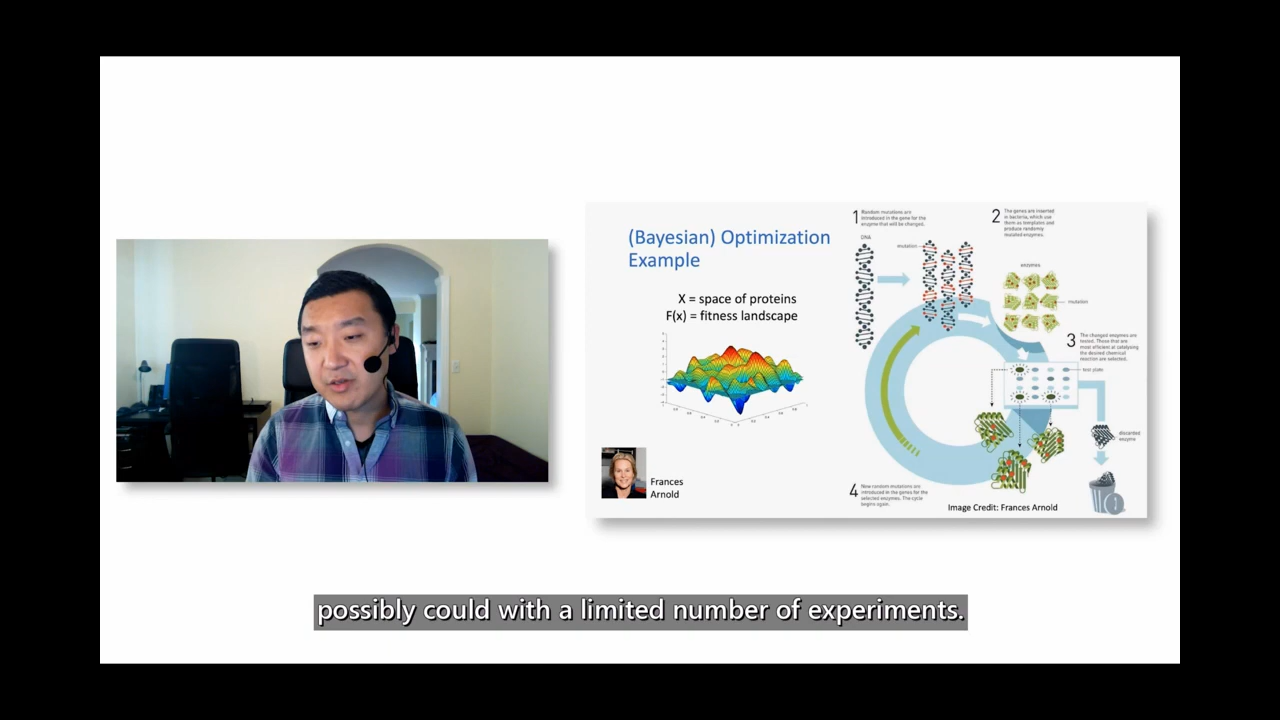 (Bayesian) Optimization
Example
X = space of proteins
F(x) = fitness landscape
Frances
Arnold
1
Random mutations are
introduced in the gene for the
enzyme that will be changed.
DNA
mutation
2
The genes are inserted
in bacteria, which use
them as templates and
produce randomly
mutated enzymes.
enzymes
mutation
3
The changed enzymes are
tested. Those that are
most efficient at catalysing
the desired chemical
reaction are selected.
test plate
discarded
enzyme
4
New random mutations are
introduced in the genes for the
selected enzymes. The cycle
begins again.
Image Credit: Frances Arnold
possibly could with a limited number of experiments.